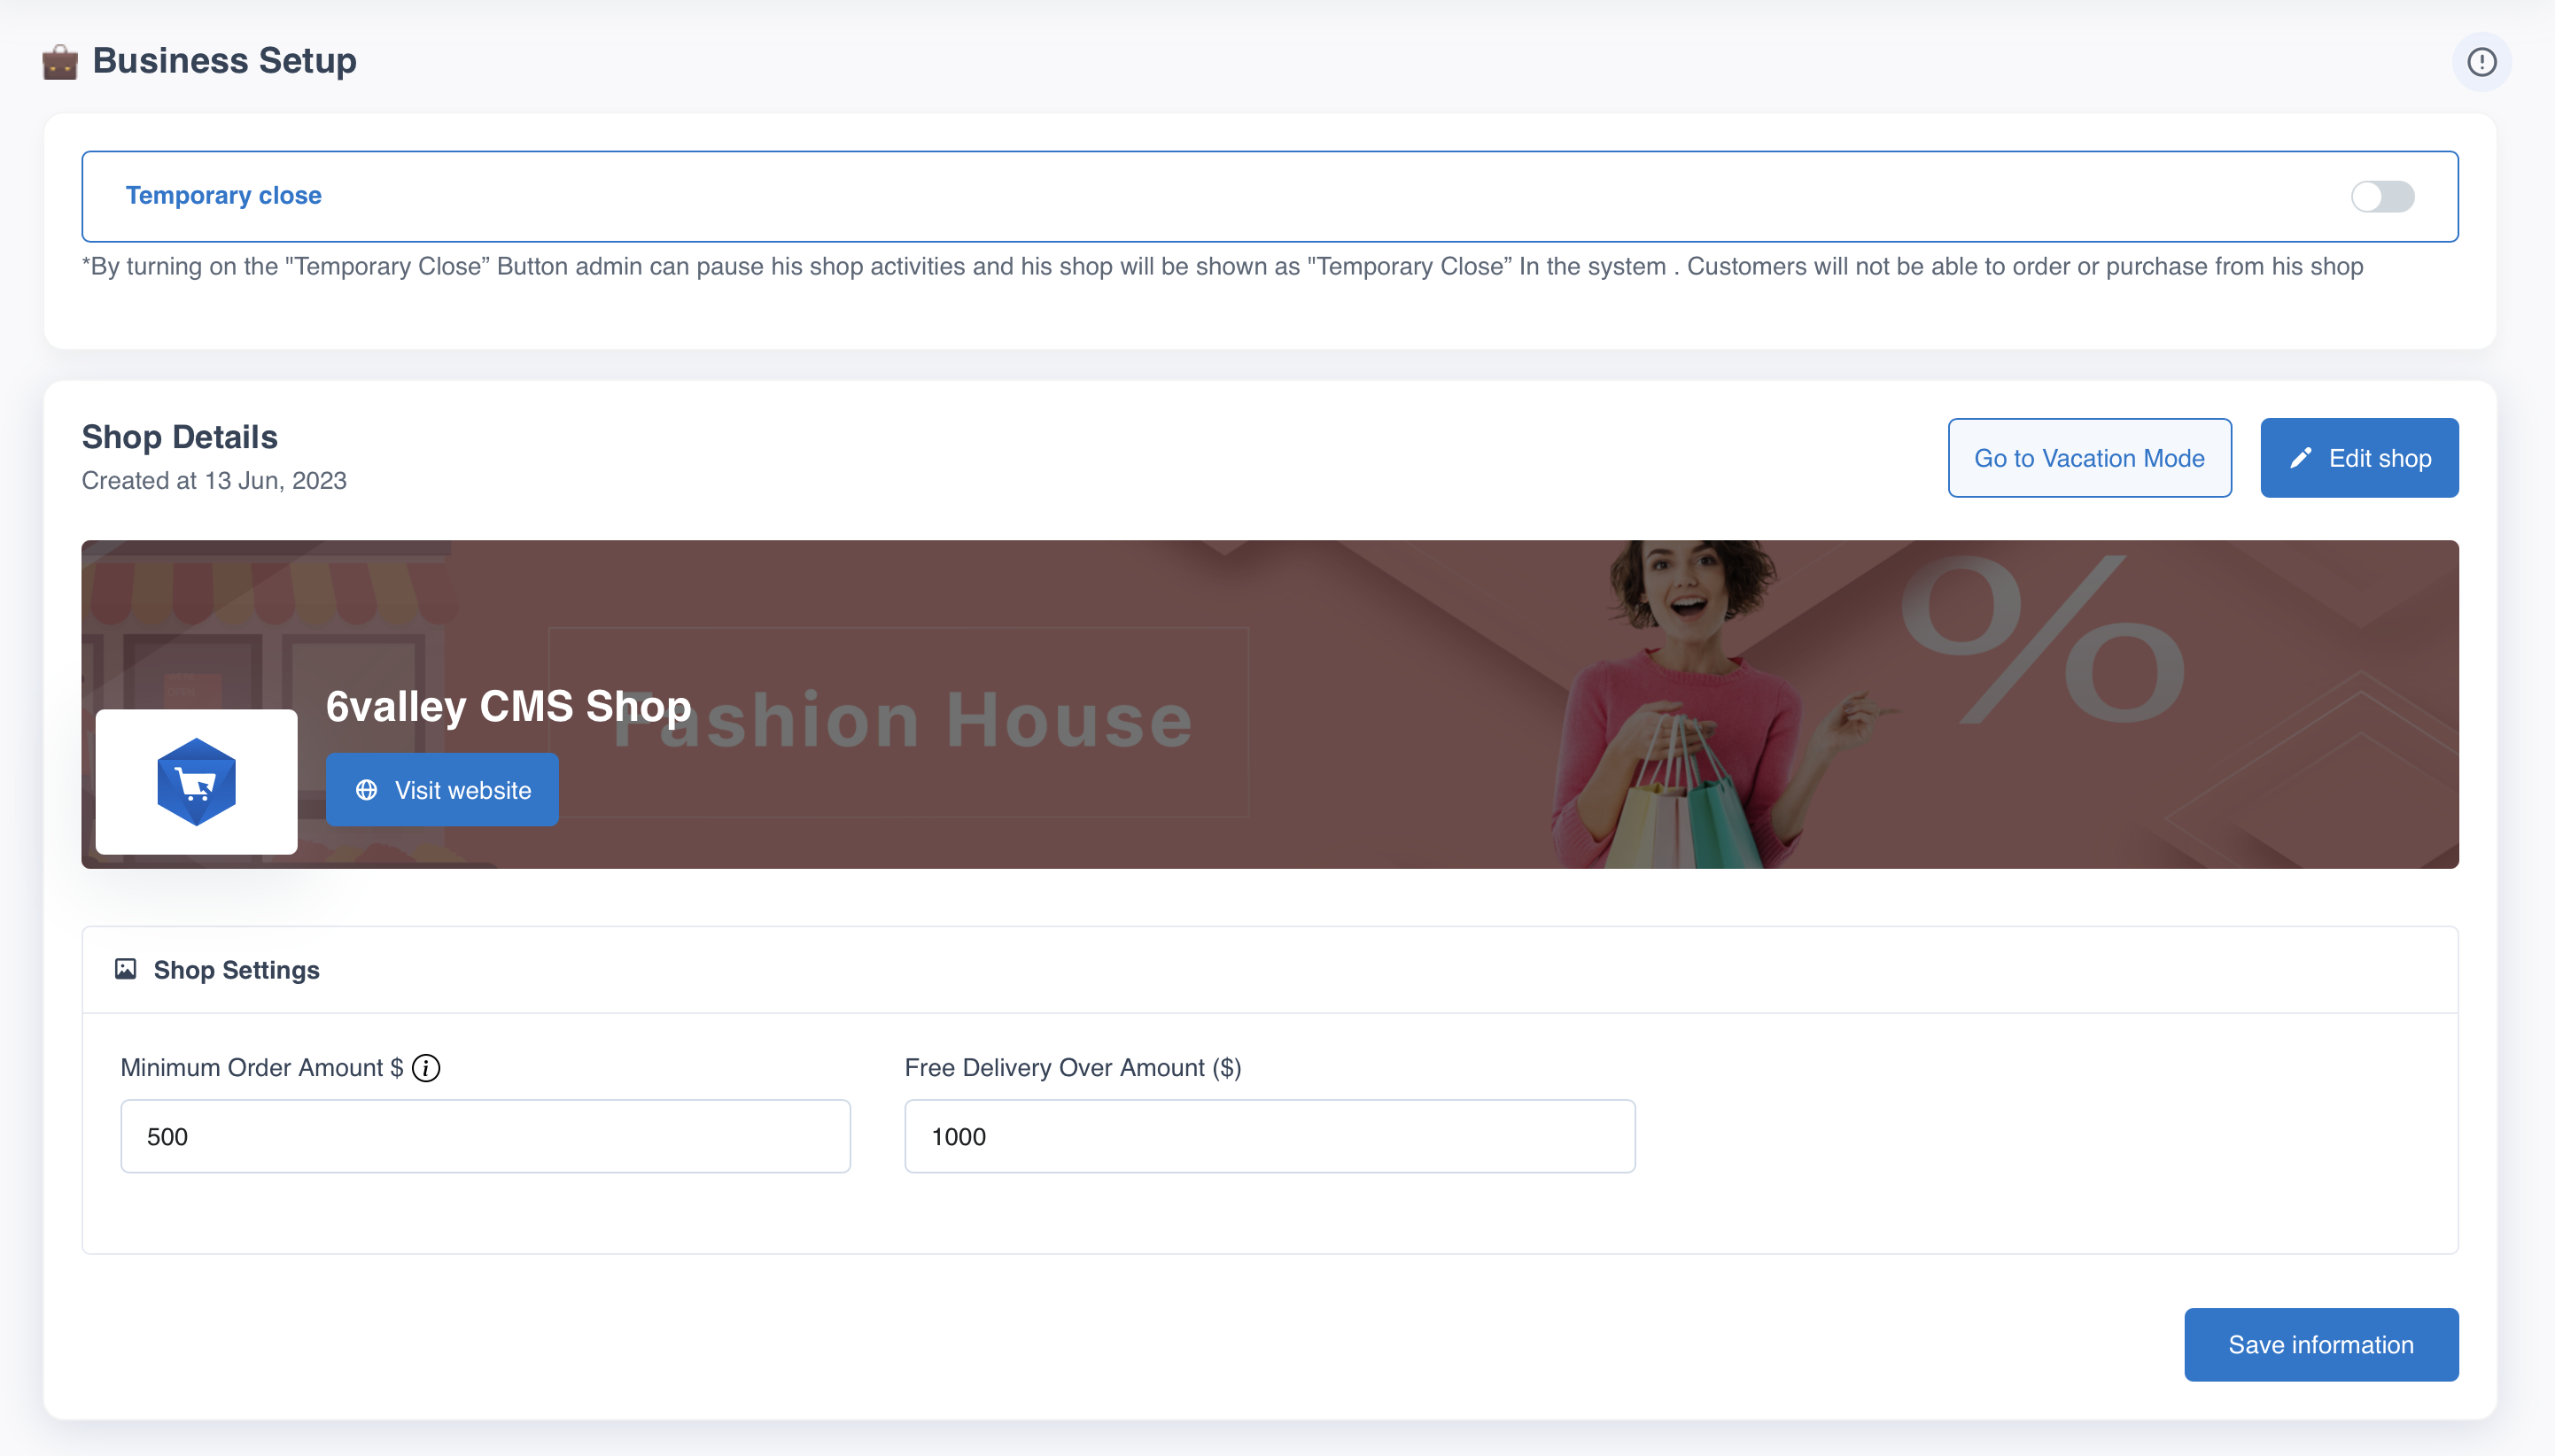 Business Setup
Temporary close
*By turning on the "Temporary Close” Button admin can pause his shop activities and his shop will be shown as "Temporary Close” In the system . Customers will not be able to order or purchase from his shop
Shop Details
Created at 13 Jun, 2023
Go to Vacation Mode
Edit shop
%
6valley CMS Shop
Fashion House
Visit website
Shop Settings
Minimum Order Amount $
Free Delivery Over Amount ($)
500
1000
Save information